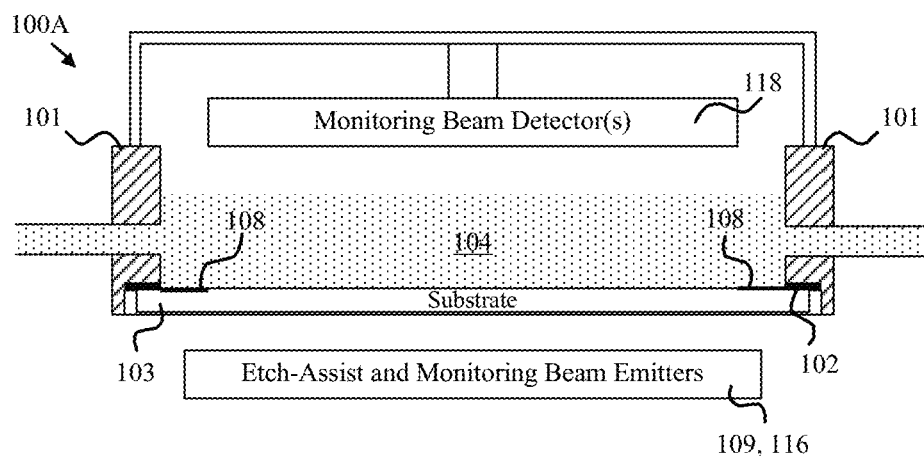 100A
118
Monitoring Beam Detector(s)
101
101
108
108
104
Substrate
103
102
Etch-Assist and Monitoring Beam Emitters
109, 116